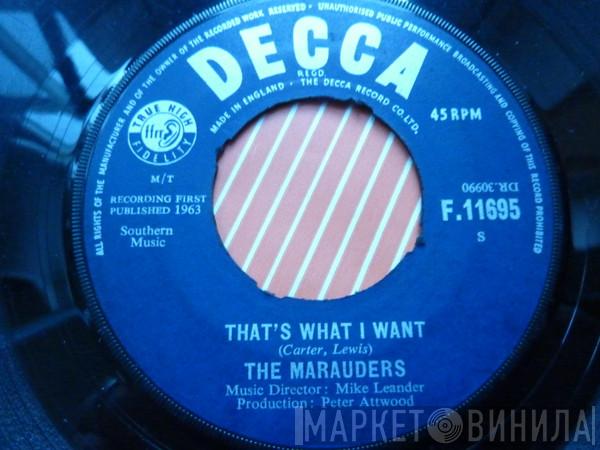 ALL RIGHTS OF THE MANUFACTURER AND OF THE OWNER OF THE RECORDED WORK RESERVED - UNAUTHORISED PUBLIC PERFORMANCE BROADCASTING AND COPYING OF THIS RECORD PROHIBITED
DECCA
REGD.
MADE IN ENGLAND · THE DECCA RECORD CO. LTD.
TRUE HIGH
ffrr
FIDELITY
45 RPM
M/T
RECORDING FIRST
PUBLISHED 1963
Southern
Music
DR.30990
F.11695
S
THAT'S WHAT I WANT
(Carter, Lewis)
THE MARAUDERS
Music Director: Mike Leander
Production: Peter Attwood
МАРКЕТ ВИНИЛА